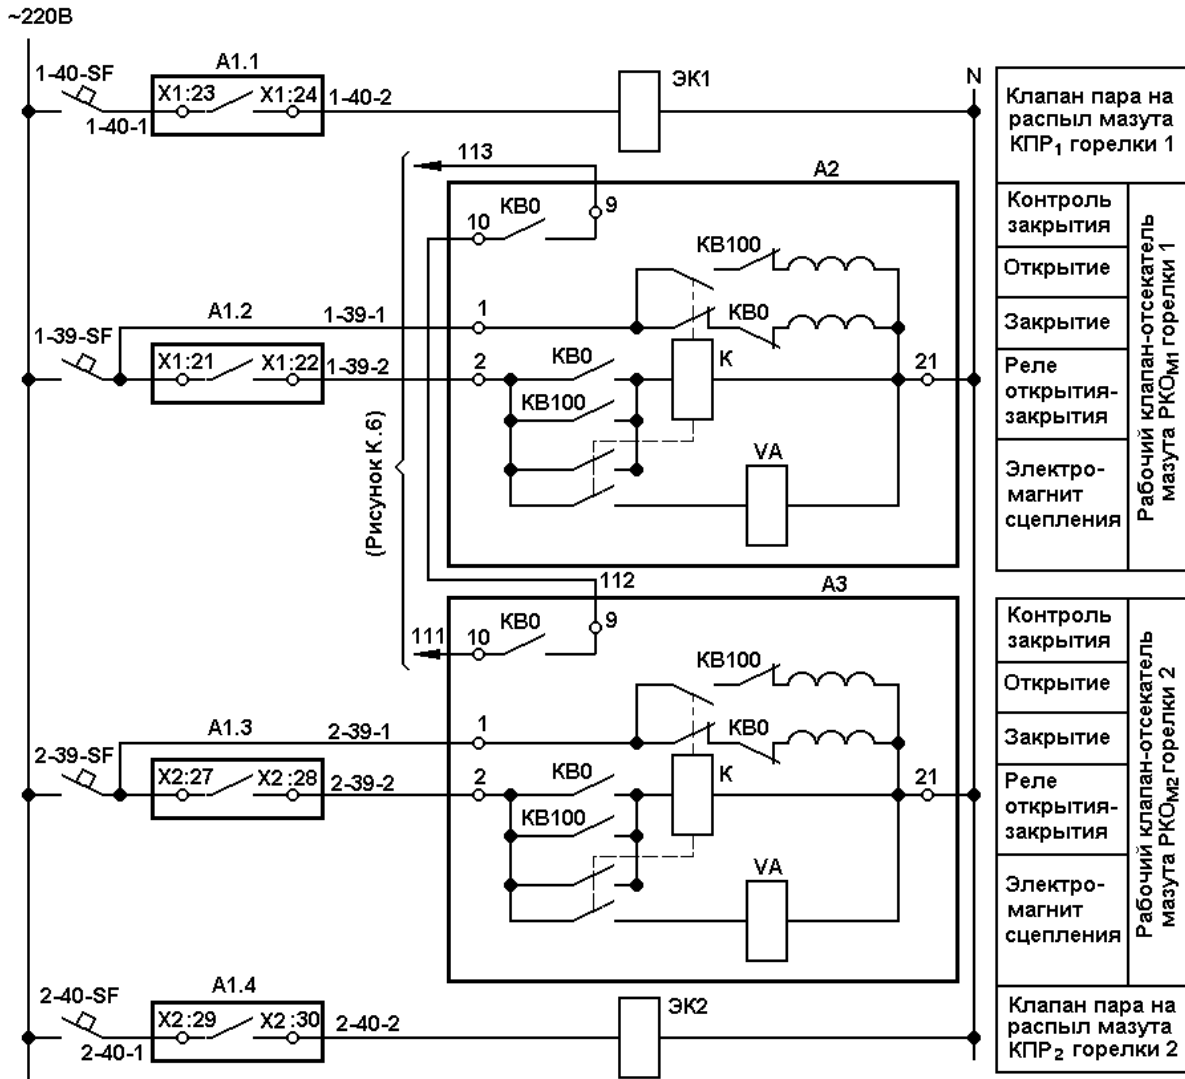 ~220В
1-40-SF
A1.1
X1:23
X1:24
1-40-1
1-40-2
ЭК1
N
Клапан пара на
распыл мазута
КПР1 горелки 1
113
A2
КВ0
9
10
КВ100
1
КВ0
1-39-SF
A1.2
1-39-1
X1:21
X1:22
1-39-2
2
КВ0
К
21
КВ100
VA
(Рисунок К.6)
Контроль
закрытия
Открытие
Закрытие
Реле
открытия-
закрытия
Электро-
магнит
сцепления
Рабочий клапан-отсекатель
мазута РКОМ1 горелки 1
112
A3
КВ0
9
111
10
КВ100
1
КВ0
2-39-SF
A1.3
2-39-1
X2:27
X2:28
2-39-2
2
КВ0
К
21
КВ100
VA
Контроль
закрытия
Открытие
Закрытие
Реле
открытия-
закрытия
Электро-
магнит
сцепления
Рабочий клапан-отсекатель
мазута РКОМ2 горелки 2
2-40-SF
A1.4
X2:29
X2:30
2-40-1
2-40-2
ЭК2
Клапан пара на
распыл мазута
КПР2 горелки 2